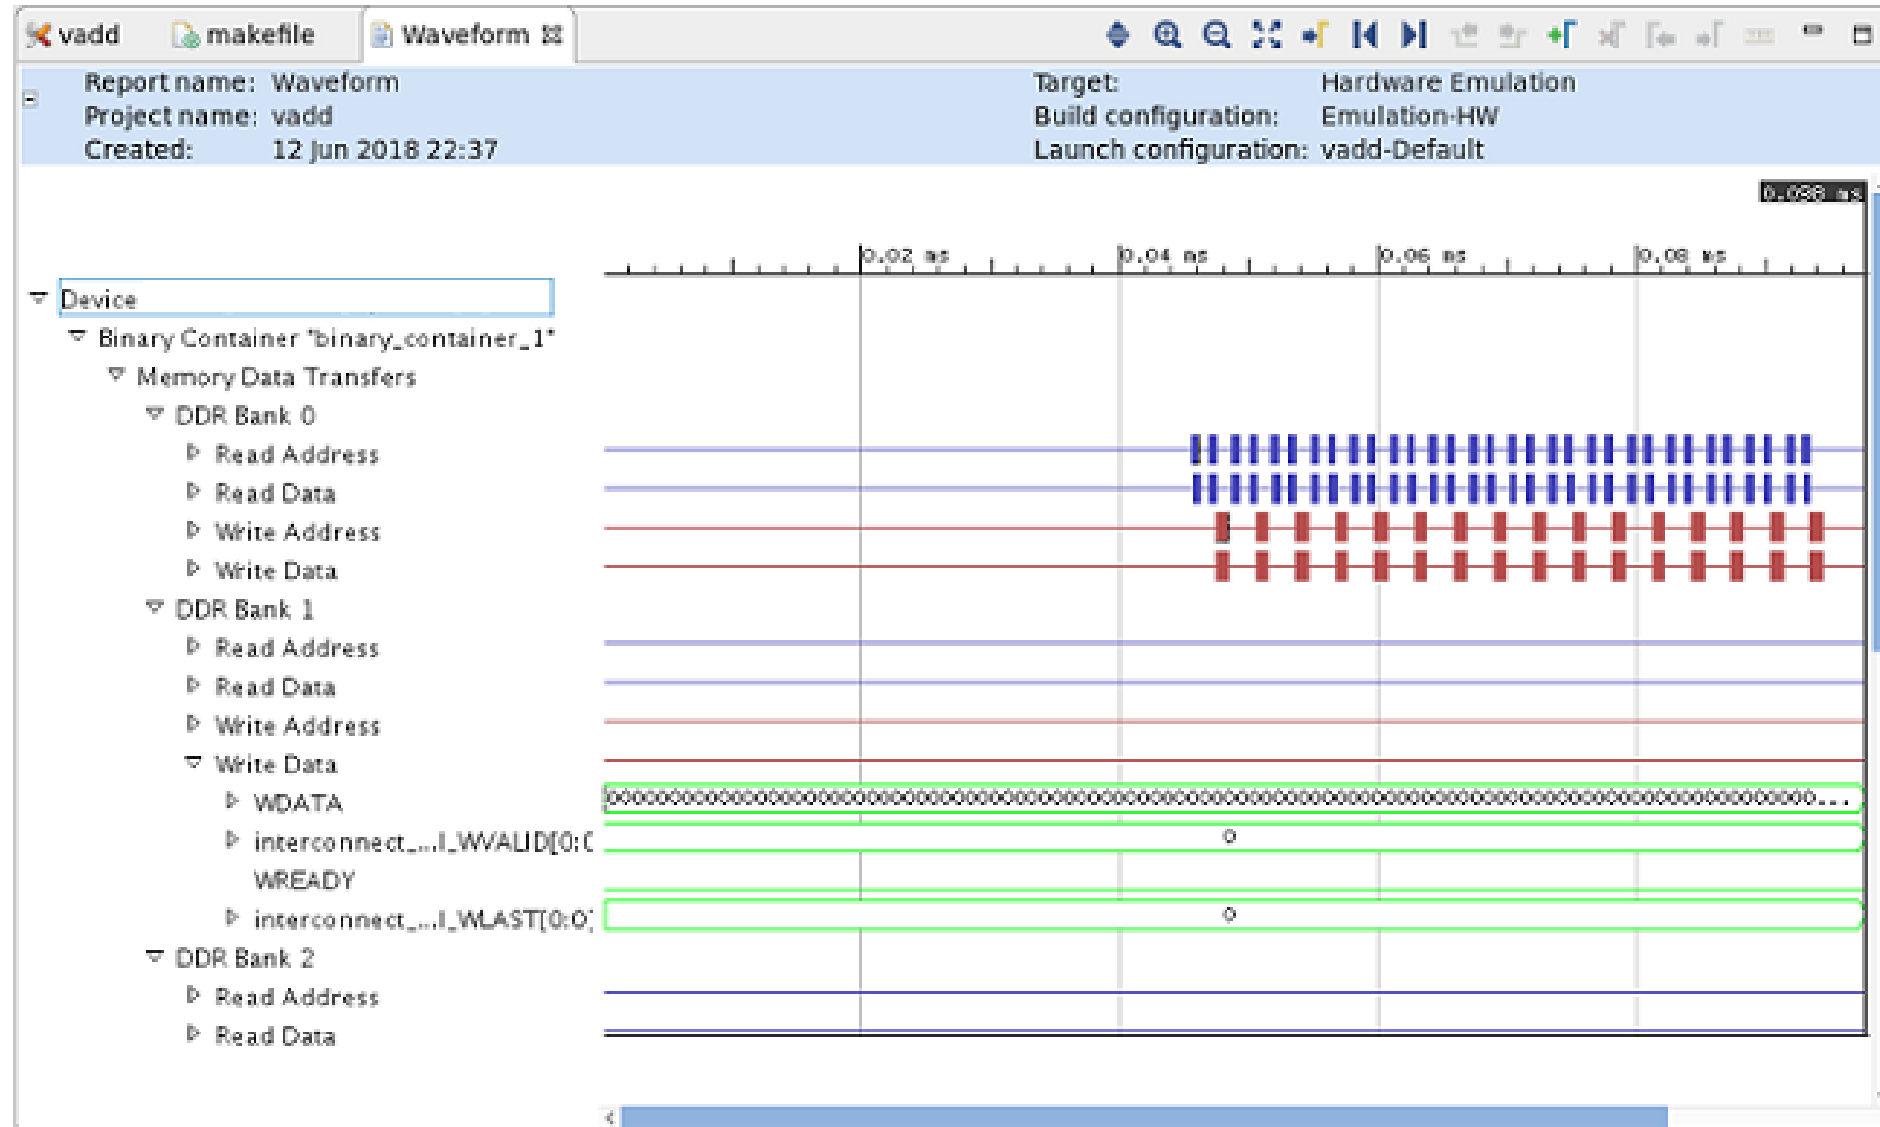 vadd makefile Waveform
Report name: Waveform Target: Hardware Emulation
Project name: vadd Build configuration: Emulation-HW
Created: 12 Jun 2018 22:37 Launch configuration: vadd-Default
0.02 ms 0.04 ms 0.06 ms 0.08 ms
Device
Binary Container "binary_container_1"
Memory Data Transfers
DDR Bank 0
Read Address
Read Data
Write Address
Write Data
DDR Bank 1
Read Address
Read Data
Write Address
Write Data
WDATA
interconnect_...I_WVALID[0:0 0
WREADY
interconnect_...I_WLAST[0:0] 0
DDR Bank 2
Read Address
Read Data